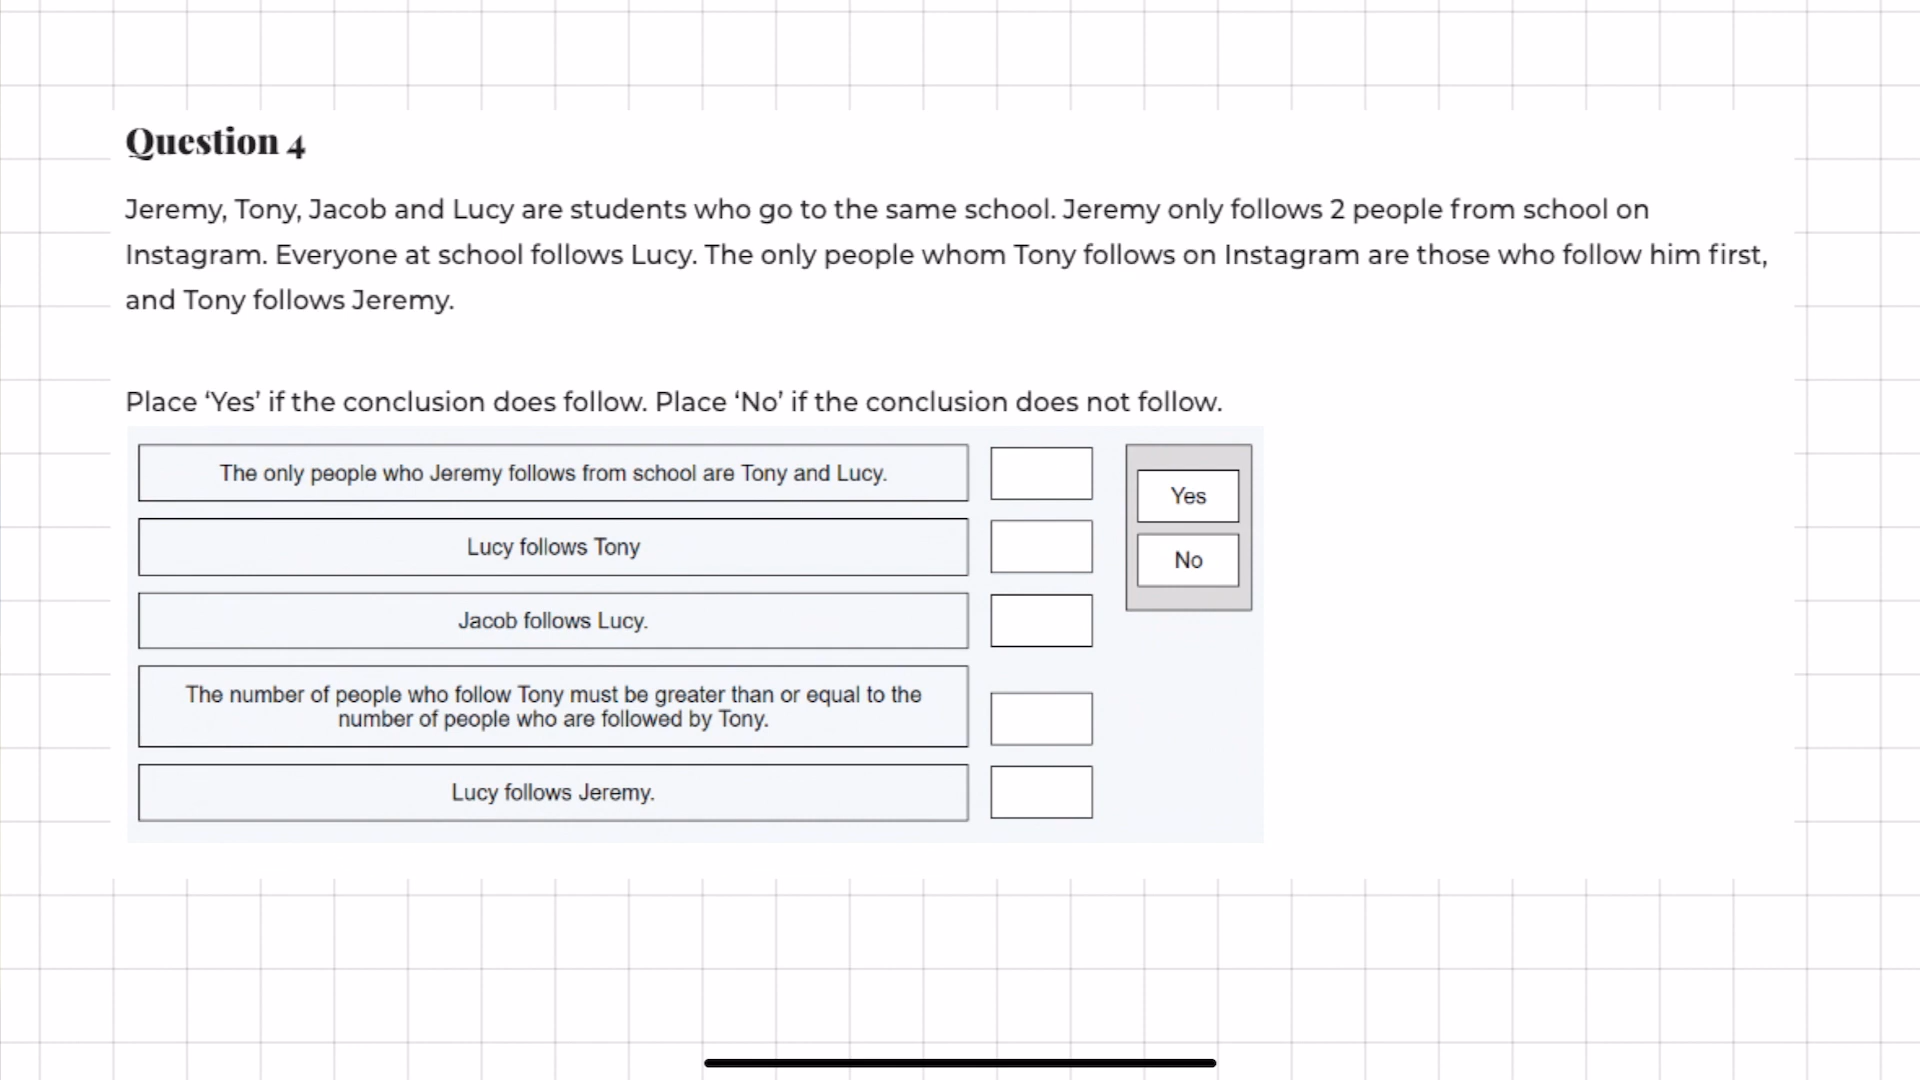 Question 4
Jeremy, Tony, Jacob and Lucy are students who go to the same school. Jeremy only follows 2 people from school on
Instagram. Everyone at school follows Lucy. The only people whom Tony follows on Instagram are those who follow him first,
and Tony follows Jeremy.
Place ‘Yes’ if the conclusion does follow. Place ‘No’ if the conclusion does not follow.
The only people who Jeremy follows from school are Tony and Lucy.
Yes
Lucy follows Tony
No
Jacob follows Lucy.
The number of people who follow Tony must be greater than or equal to the
number of people who are followed by Tony.
Lucy follows Jeremy.